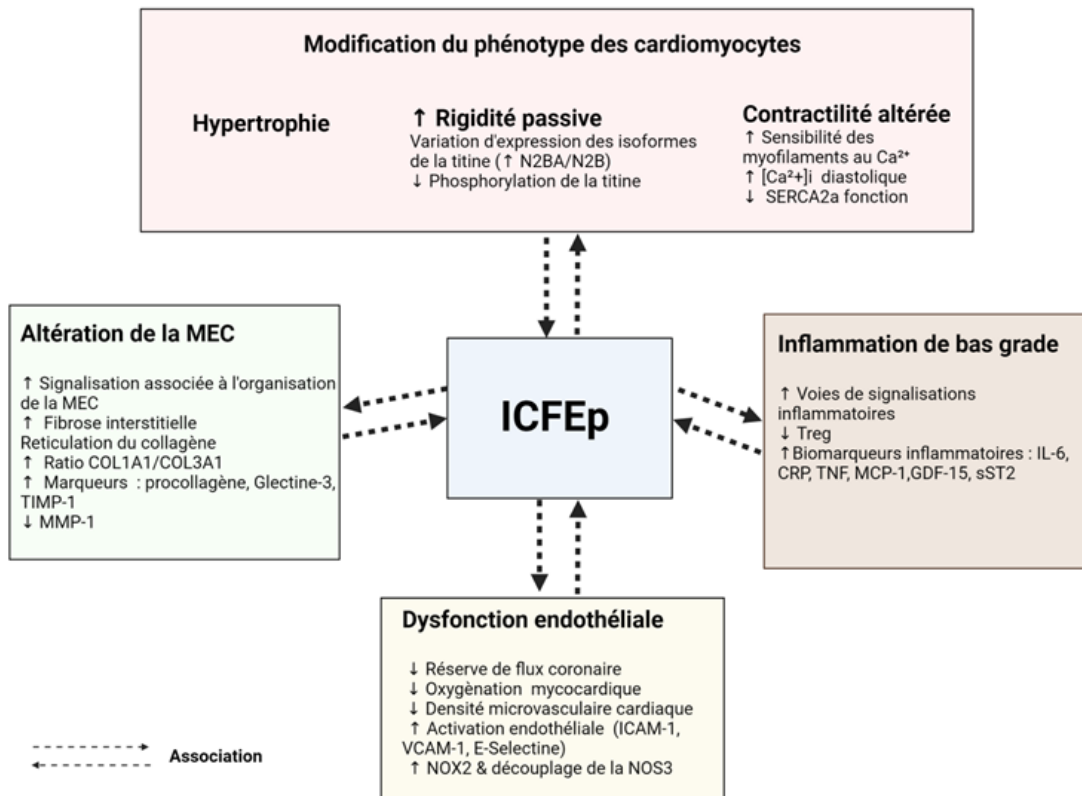 Modification du phénotype des cardiomyocytes
Hypertrophie
↑ Rigidité passive
Variation d'expression des isoformes
de la titine (↑ N2BA/N2B)
↓ Phosphorylation de la titine
Contractilité altérée
↑ Sensibilité des
myofilaments au Ca²⁺
↑ [Ca²+]i diastolique
↓ SERCA2a fonction
Altération de la MEC
↑ Signalisation associée à l'organisation
de la MEC
↑ Fibrose interstitielle
Reticulation du collagène
↑ Ratio COL1A1/COL3A1
↑ Marqueurs : procollagène, Glectine-3,
TIMP-1
↓ MMP-1
ICFEp
Inflammation de bas grade
↑ Voies de signalisations
inflammatoires
↓ Treg
↑Biomarqueurs inflammatoires : IL-6,
CRP, TNF, MCP-1,GDF-15, sST2
Dysfonction endothéliale
↓ Réserve de flux coronaire
↓ Oxygènation mycocardique
↓ Densité microvasculaire cardiaque
↑ Activation endothéliale (ICAM-1,
VCAM-1, E-Selectine)
↑ NOX2 & découplage de la NOS3
Association